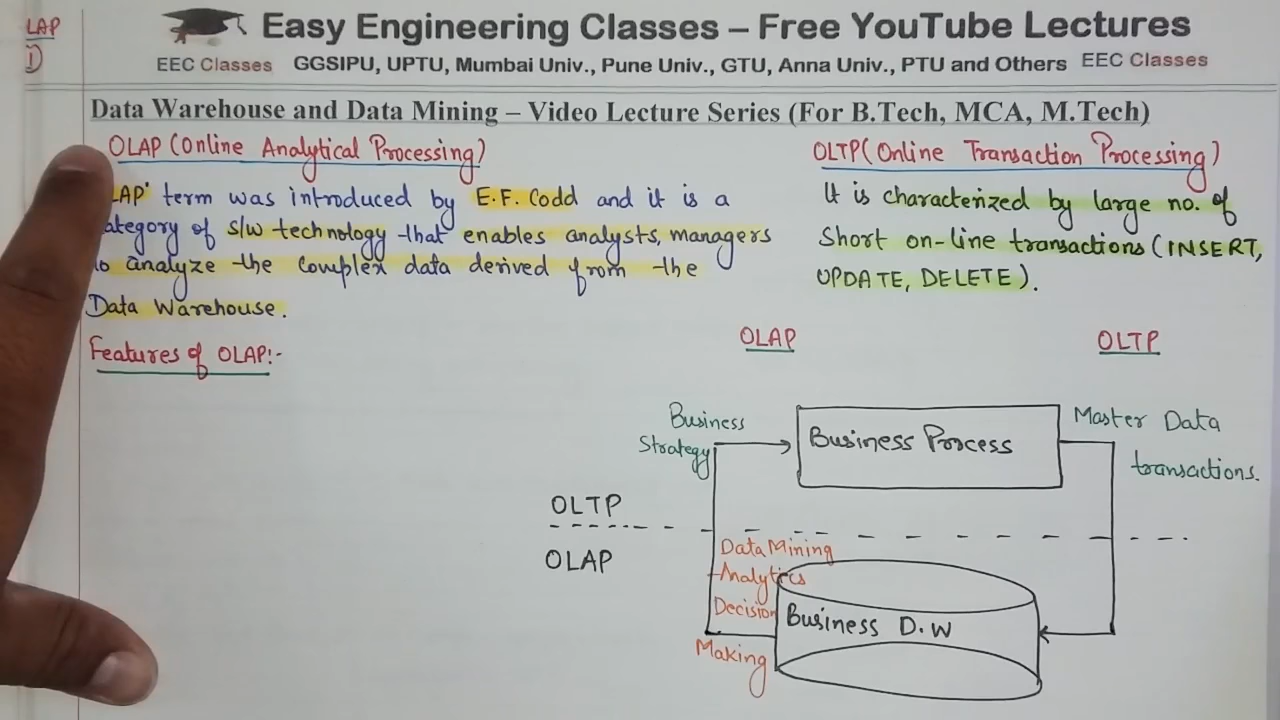 LAP
1)
Easy Engineering Classes – Free YouTube Lectures
EEC Classes GGSIPU, UPTU, Mumbai Univ., Pune Univ., GTU, Anna Univ., PTU and Others EEC Classes
Data Warehouse and Data Mining – Video Lecture Series (For B.Tech, MCA, M.Tech)
OLAP (Online Analytical Processing)
LAP' term was introduced by E.F. Codd and it is a
ategory of s/w technology that enables analysts, managers
to analyze the complex data derived from the
Data Warehouse.
Features of OLAP:-
OLTP (Online Transaction Processing)
It is characterized by large no. of
Short on-line transactions (INSERT,
UPDATE, DELETE).
OLAP OLTP
Business
Strategy
Business Process
Master Data
transactions.
OLTP
OLAP
Data Mining
Analytics
Decision
Making
Business D.W